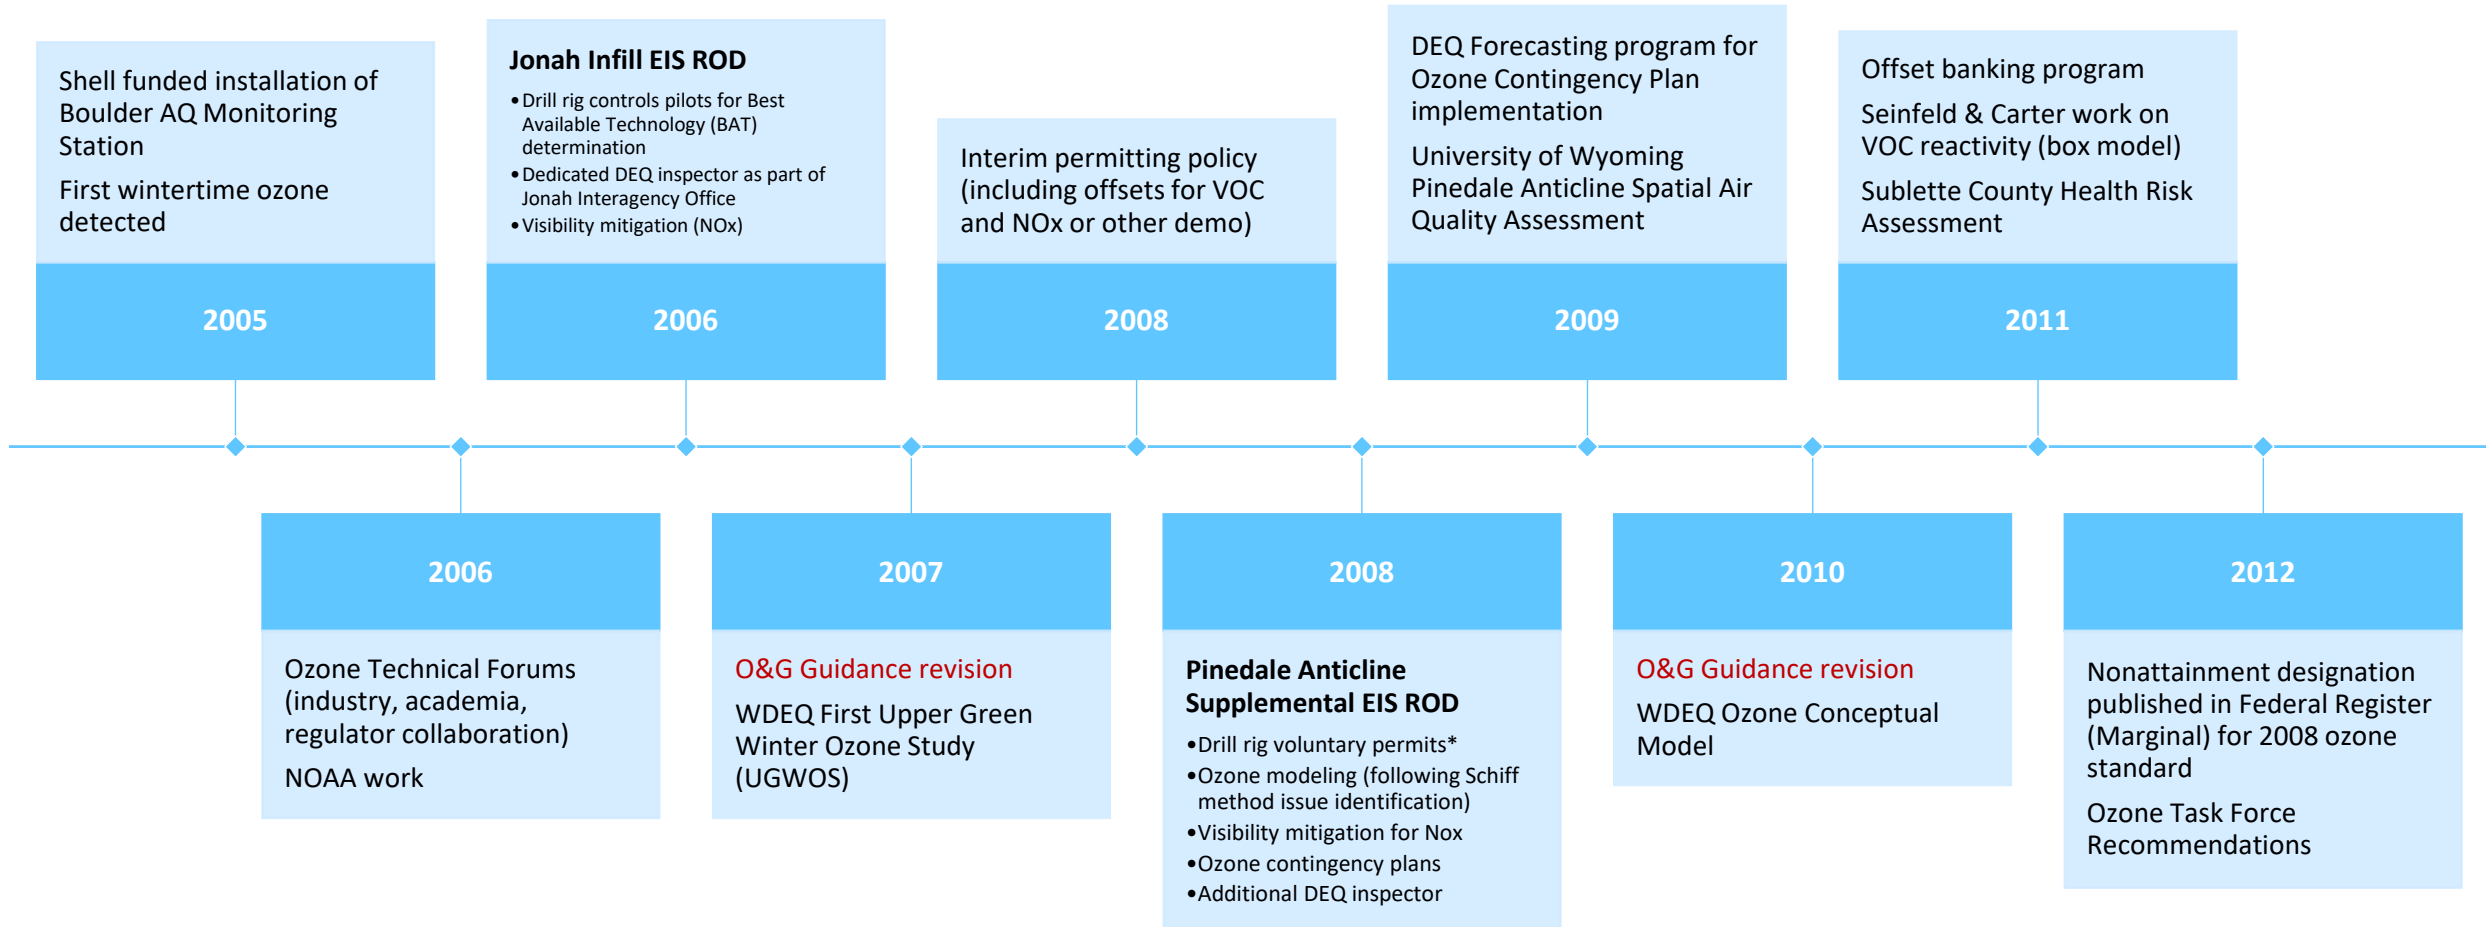 Shell funded installation of
Boulder AQ Monitoring
Station
First wintertime ozone
detected
2005
2006
Ozone Technical Forums
(industry, academia,
regulator collaboration)
NOAA work
Jonah Infill EIS ROD
•Drill rig controls pilots for Best
Available Technology (BAT)
determination
•Dedicated DEQ inspector as part of
Jonah Interagency Office
•Visibility mitigation (NOx)
2006
2007
O&G Guidance revision
WDEQ First Upper Green
Winter Ozone Study
(UGWOS)
Interim permitting policy
(including offsets for VOC
and NOx or other demo)
2008
2008
Pinedale Anticline
Supplemental EIS ROD
•Drill rig voluntary permits*
•Ozone modeling (following Schiff
method issue identification)
•Visibility mitigation for Nox
•Ozone contingency plans
•Additional DEQ inspector
DEQ Forecasting program for
Ozone Contingency Plan
implementation
University of Wyoming
Pinedale Anticline Spatial Air
Quality Assessment
2009
2010
O&G Guidance revision
WDEQ Ozone Conceptual
Model
Offset banking program
Seinfeld & Carter work on
VOC reactivity (box model)
Sublette County Health Risk
Assessment
2011
2012
Nonattainment designation
published in Federal Register
(Marginal) for 2008 ozone
standard
Ozone Task Force
Recommendations